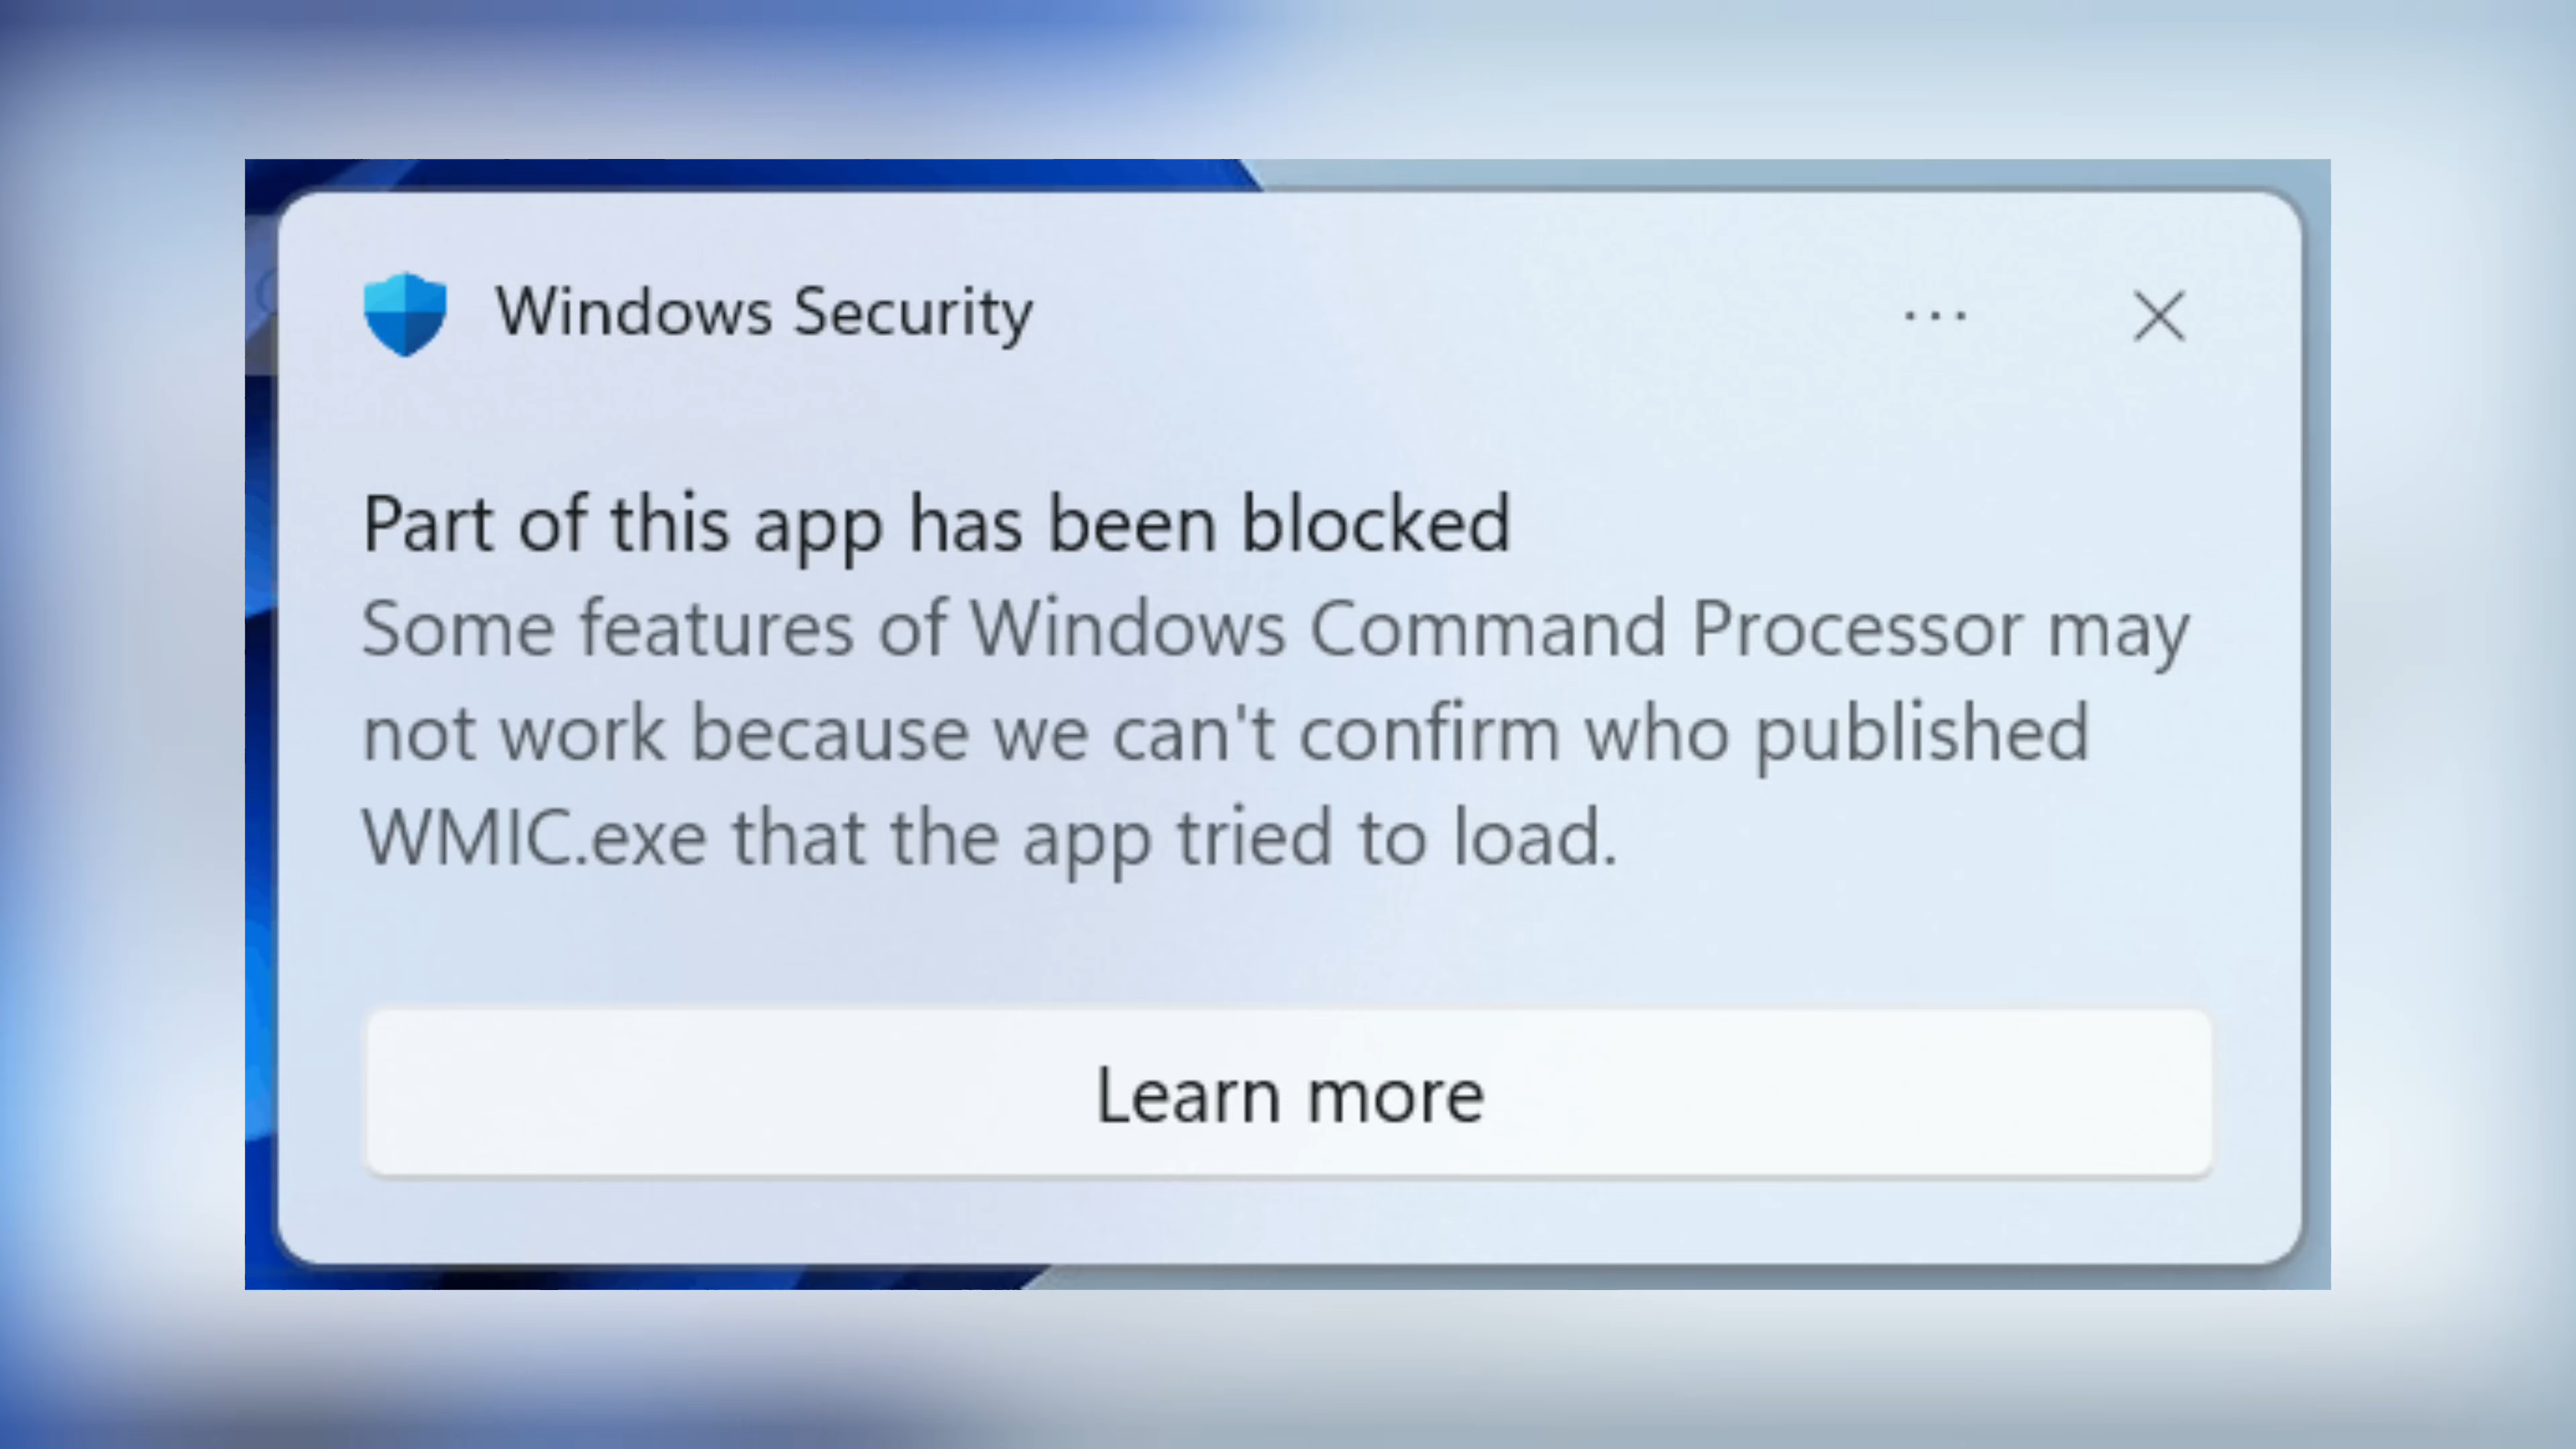 Windows Security
Part of this app has been blocked
Some features of Windows Command Processor may
not work because we can't confirm who published
WMIC.exe that the app tried to load.
Learn more